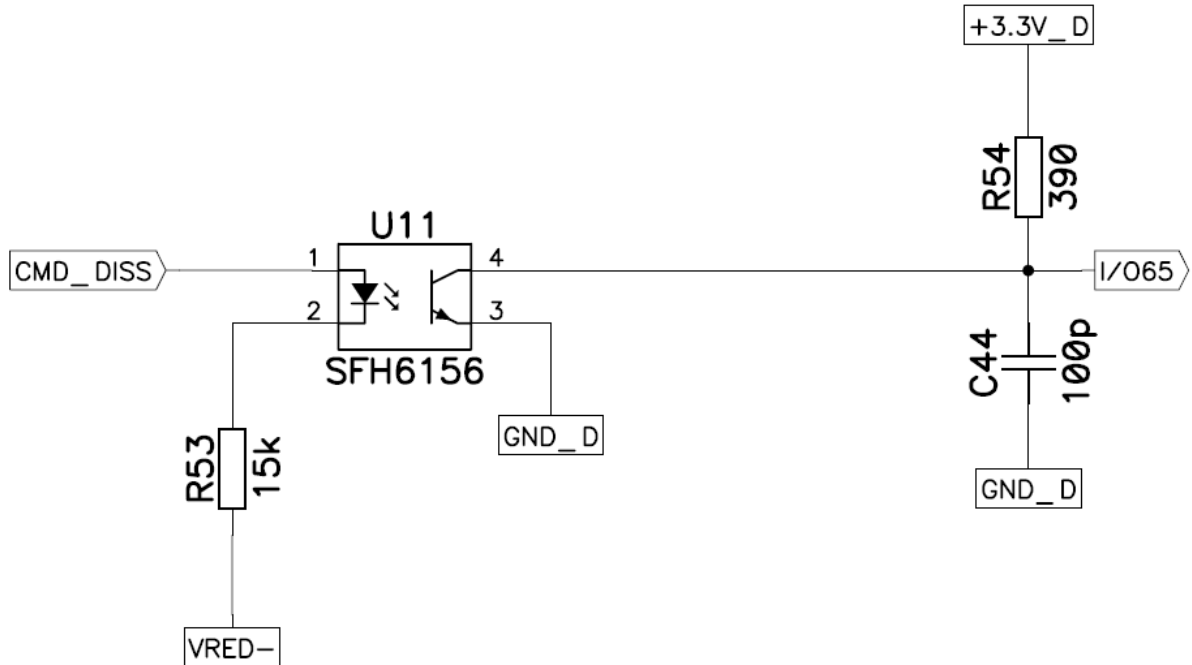 +3.3V_D
R54
390
U11
CMD_DISS
1
4
I/O65
2
3
SFH6156
C44
100p
GND_D
R53
15k
GND_D
VRED-